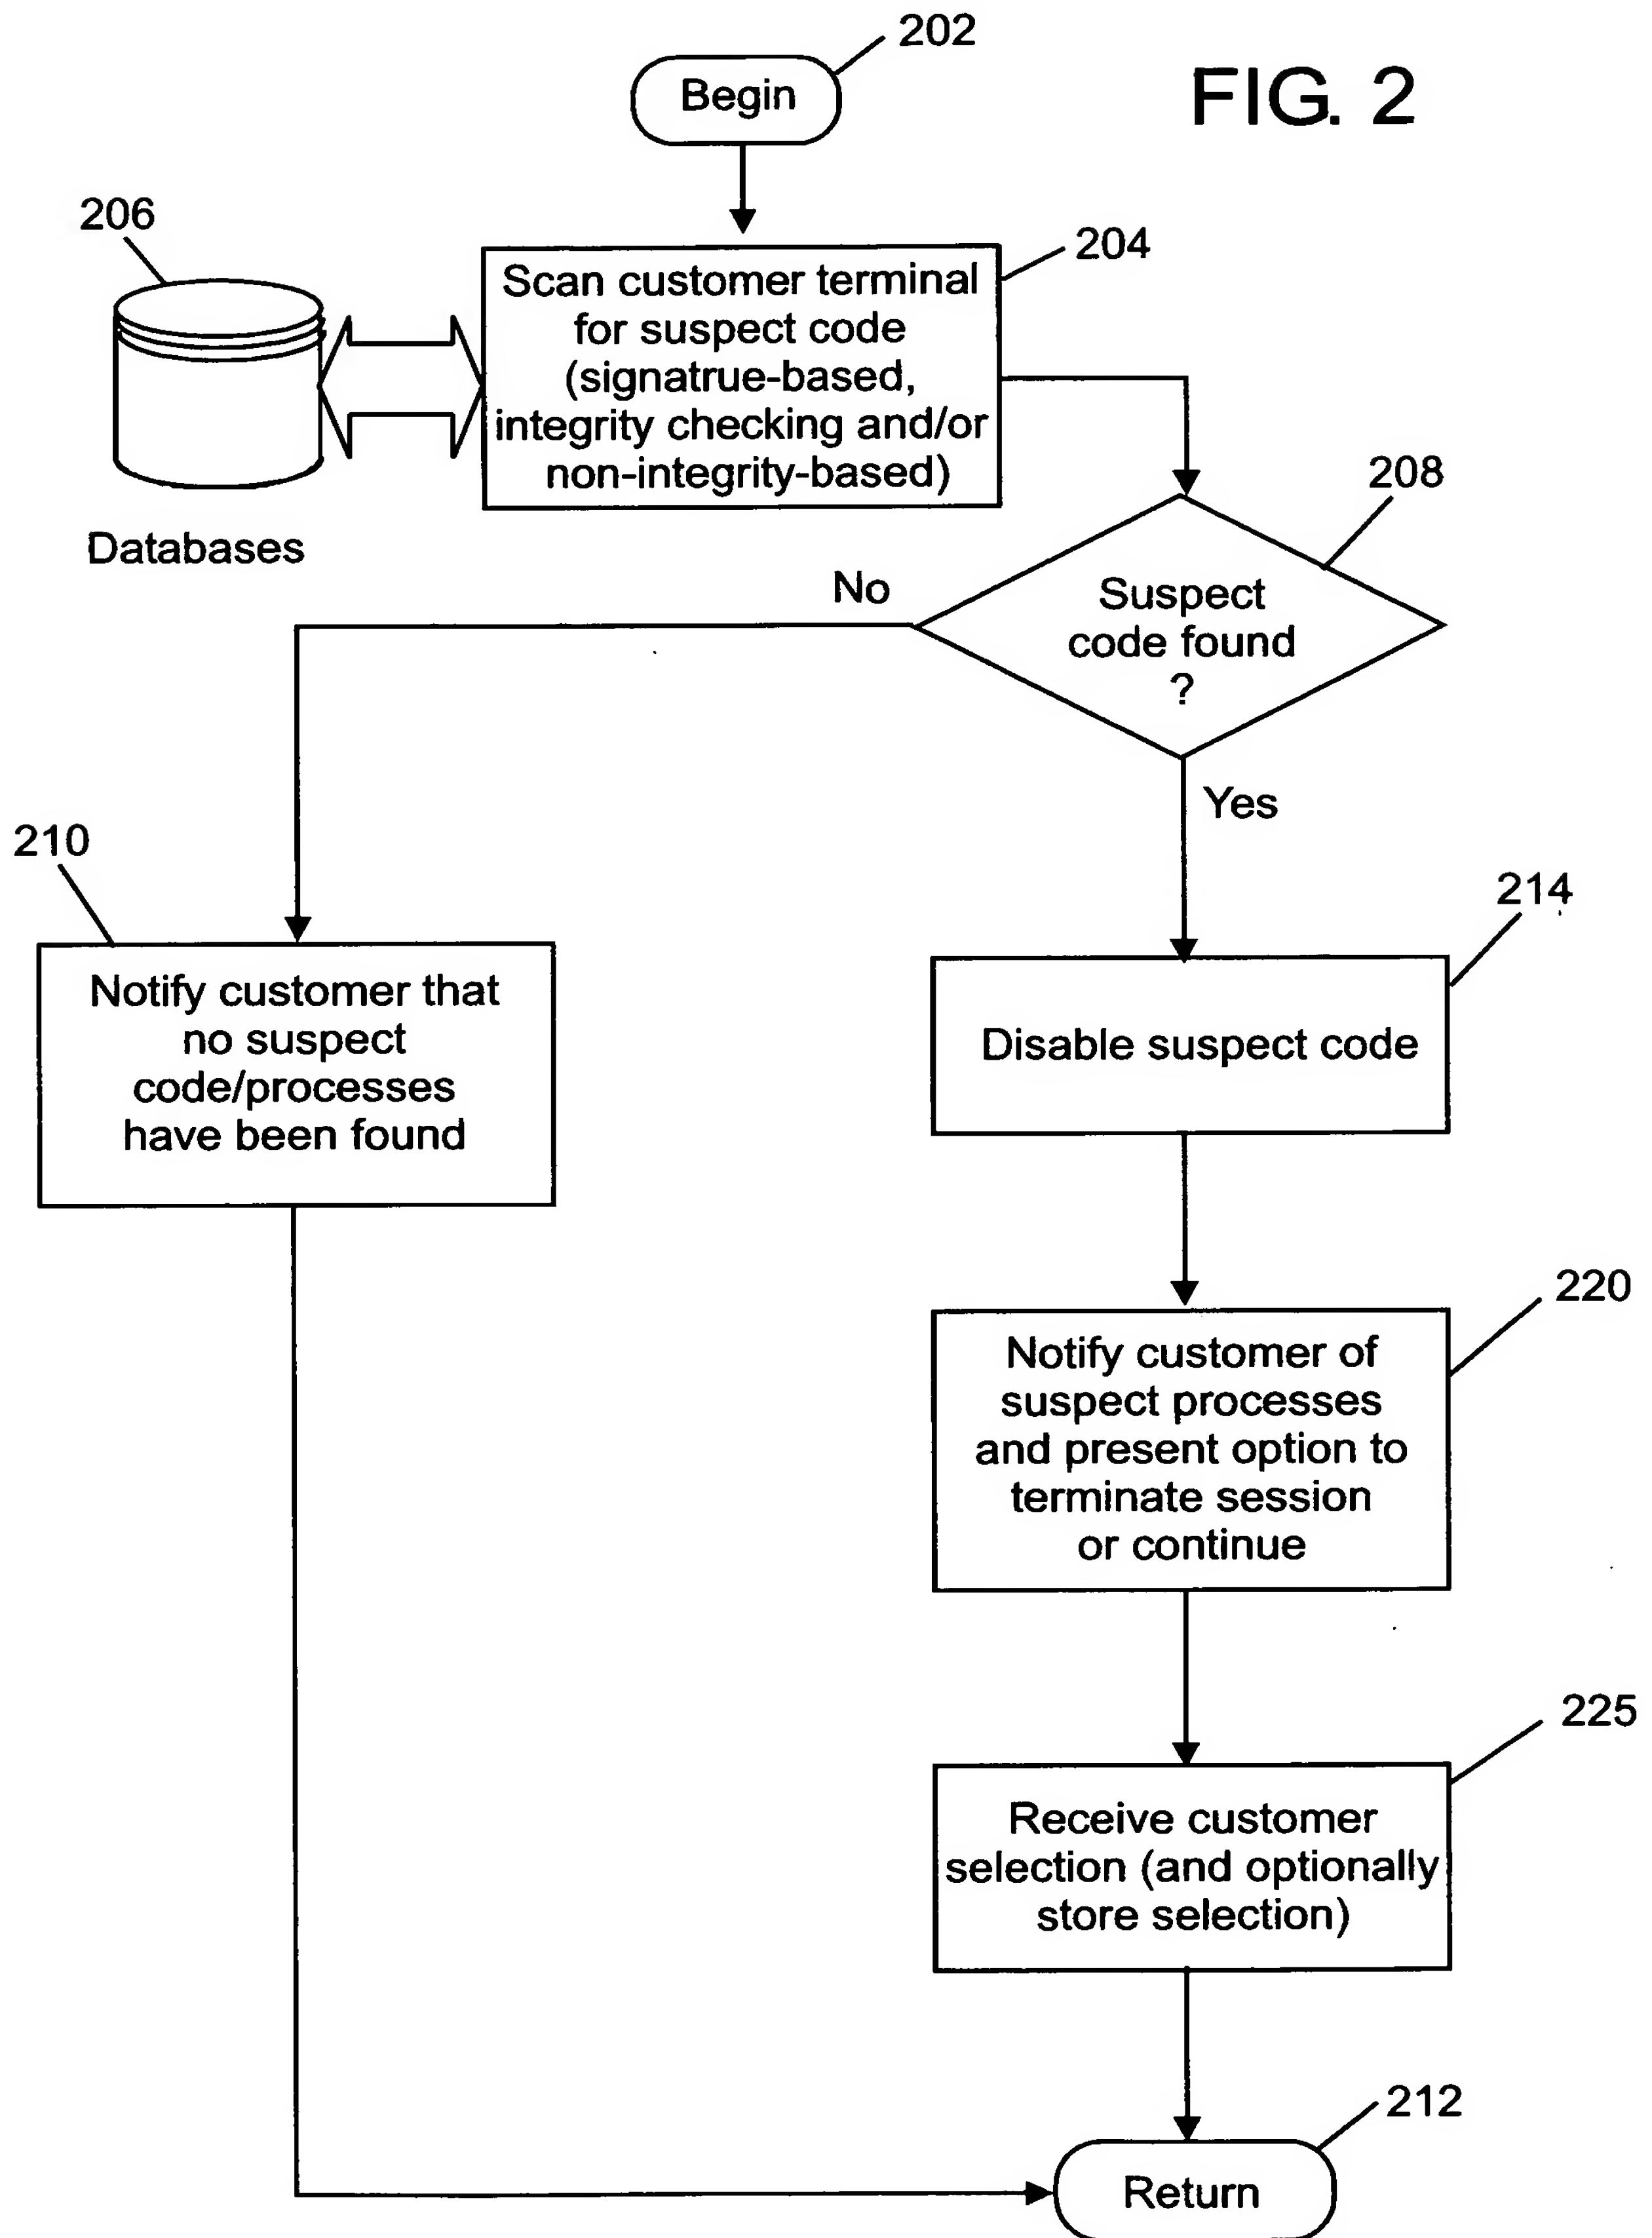 202
Begin
FIG. 2
206
204
Scan customer terminal
for suspect code
(signatrue-based,
integrity checking and/or
non-integrity-based)
Databases
208
No
Suspect
code found
?
Yes
210
214
Notify customer that
no suspect
code/processes
have been found
Disable suspect code
220
Notify customer of
suspect processes
and present option to
terminate session
or continue
225
Receive customer
selection (and optionally
store selection)
212
Return